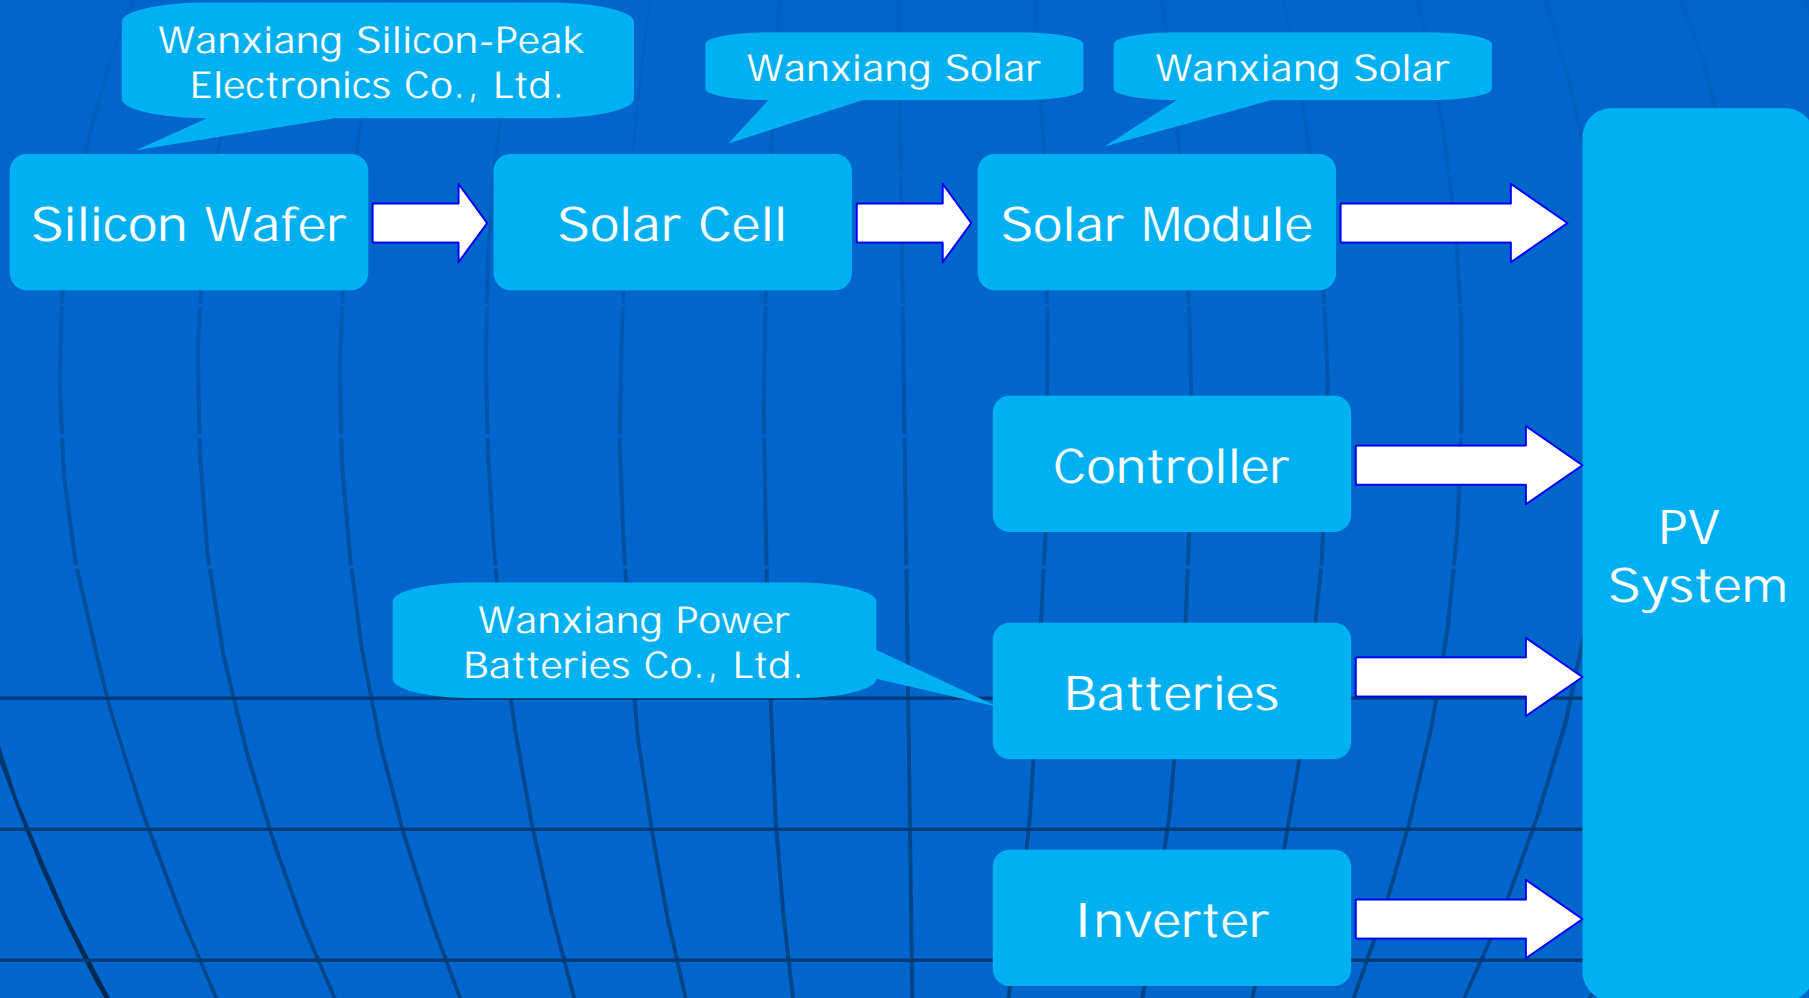 Wanxiang Silicon-Peak
Electronics Co., Ltd.
Wanxiang Solar
Wanxiang Solar
Silicon Wafer
Solar Cell
Solar Module
Controller
PV
System
Wanxiang Power
Batteries Co., Ltd.
Batteries
Inverter